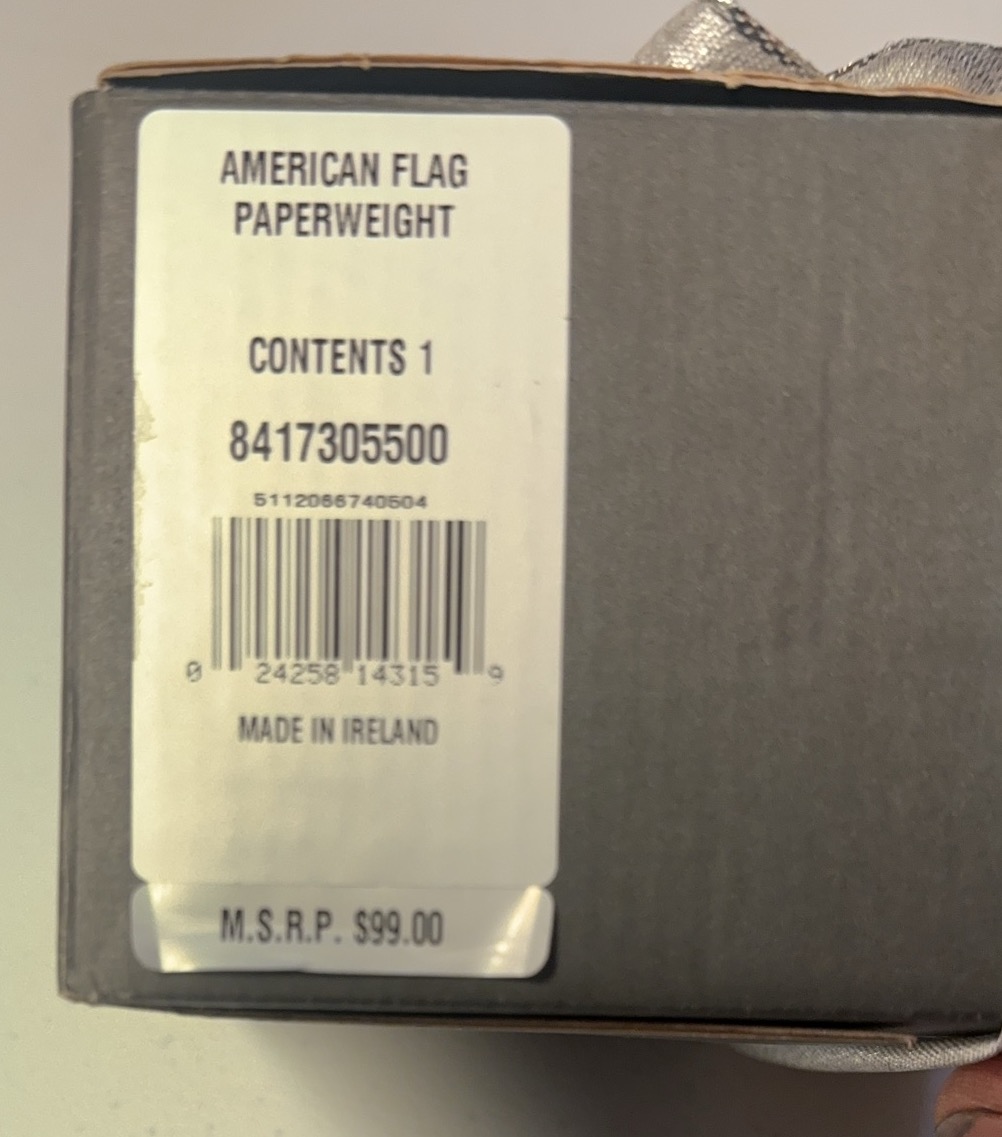 AMERICAN FLAG
PAPERWEIGHT
CONTENTS 1
8417305500
5112066740504
0 24258 14315 9
MADE IN IRELAND
M.S.R.P. $99.00